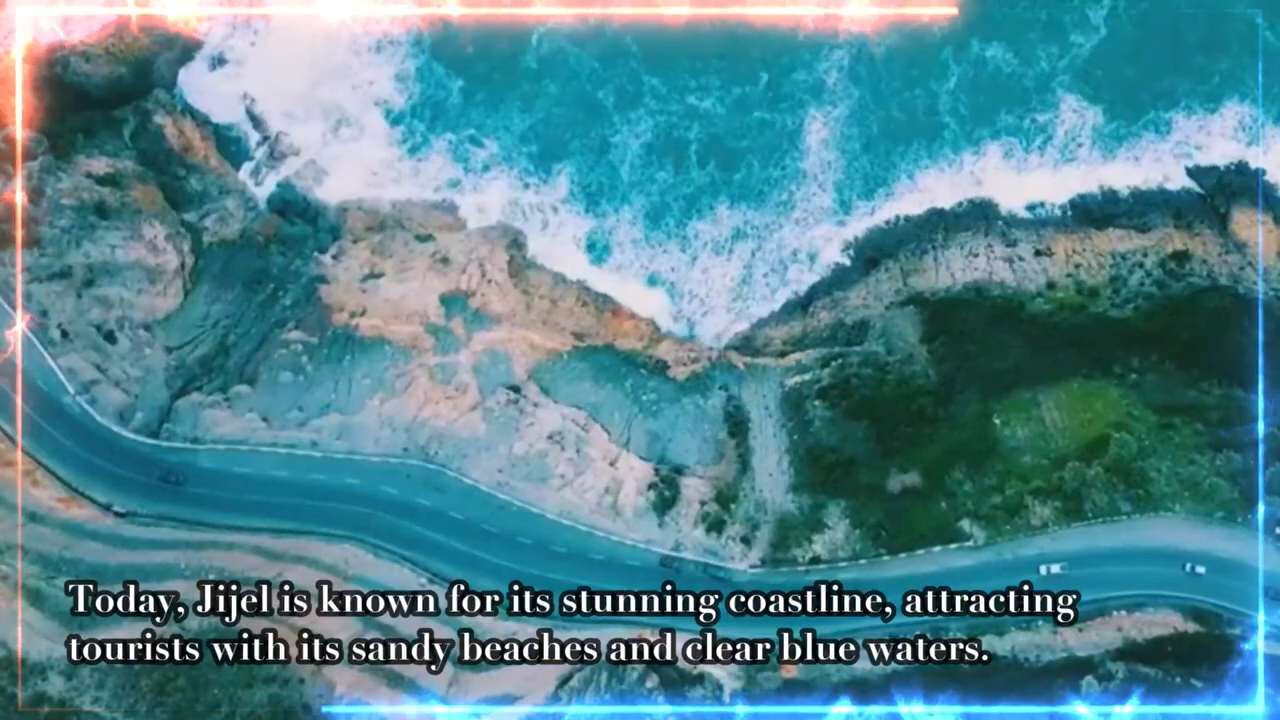 Today, Jijel is known for its stunning coastline, attracting
tourists with its sandy beaches and clear blue waters.